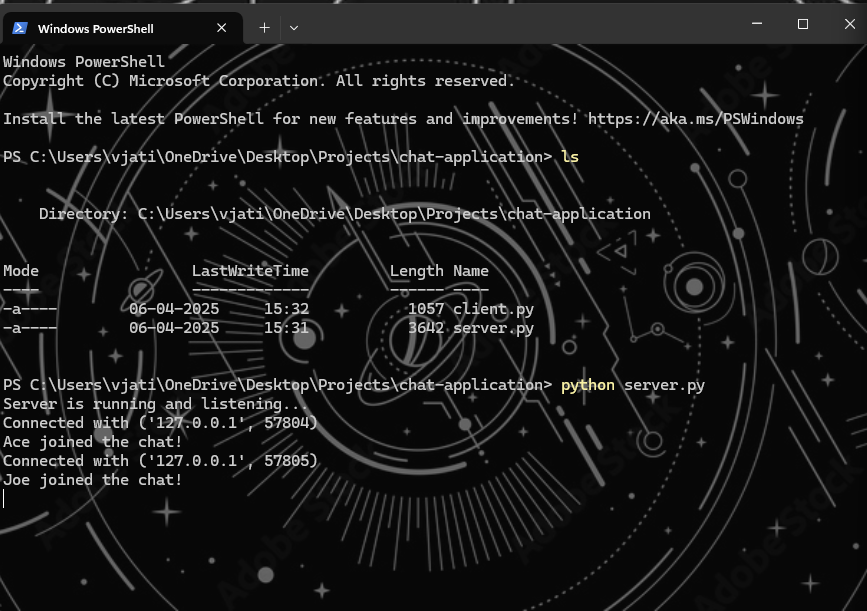 Windows PowerShell
Windows PowerShell
Copyright (C) Microsoft Corporation. All rights reserved.
Install the latest PowerShell for new features and improvements! https://aka.ms/PSWindows
PS C:\Users\vjati\OneDrive\Desktop\Projects\chat-application> ls
Directory: C:\Users\vjati\OneDrive\Desktop\Projects\chat-application
Mode                 LastWriteTime         Length Name
----                 -------------         ------ ----
-a----        06-04-2025     15:32           1057 client.py
-a----        06-04-2025     15:31           3642 server.py
PS C:\Users\vjati\OneDrive\Desktop\Projects\chat-application> python server.py
Server is running and listening...
Connected with ('127.0.0.1', 57804)
Ace joined the chat!
Connected with ('127.0.0.1', 57805)
Joe joined the chat!
Adobe Stock